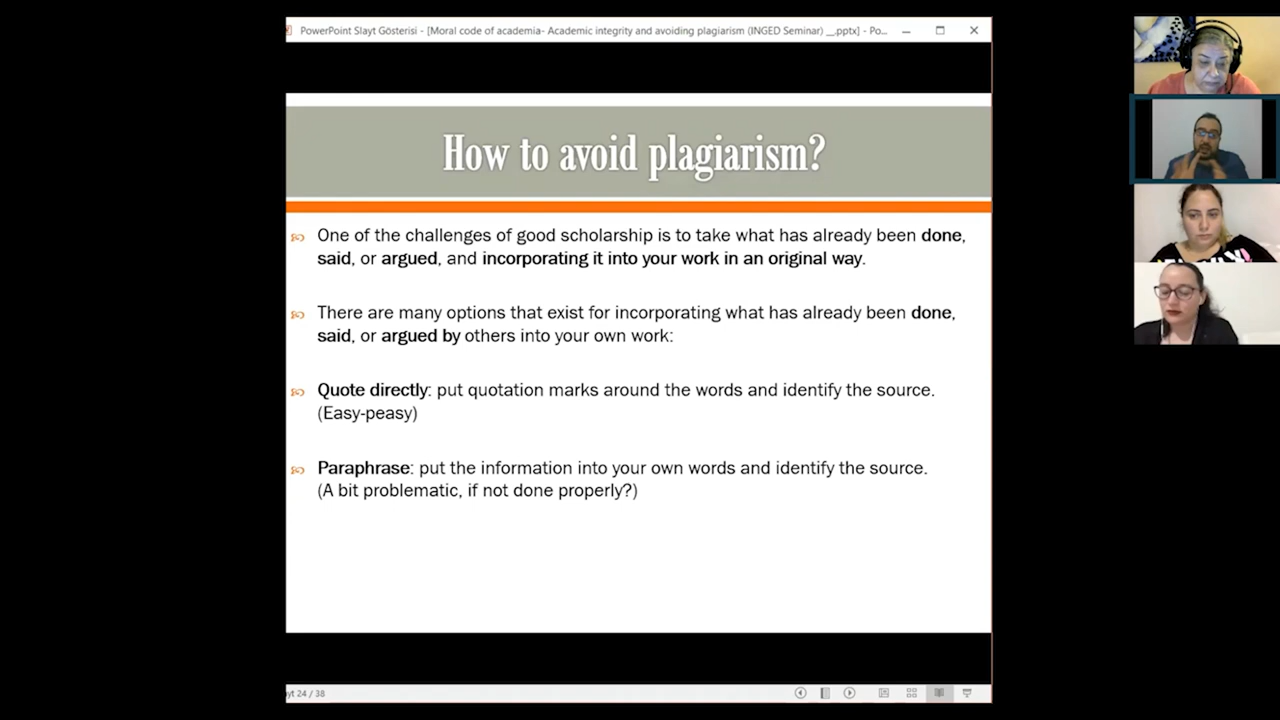 PowerPoint Slayt Gösterisi - [Moral code of academia- Academic integrity and avoiding plagiarism (INGED Seminar) __.pptx] - Po...
How to avoid plagiarism?
One of the challenges of good scholarship is to take what has already been done,
said, or argued, and incorporating it into your work in an original way.
There are many options that exist for incorporating what has already been done,
said, or argued by others into your own work:
Quote directly: put quotation marks around the words and identify the source.
(Easy-peasy)
Paraphrase: put the information into your own words and identify the source.
(A bit problematic, if not done properly?)
yt 24 / 38